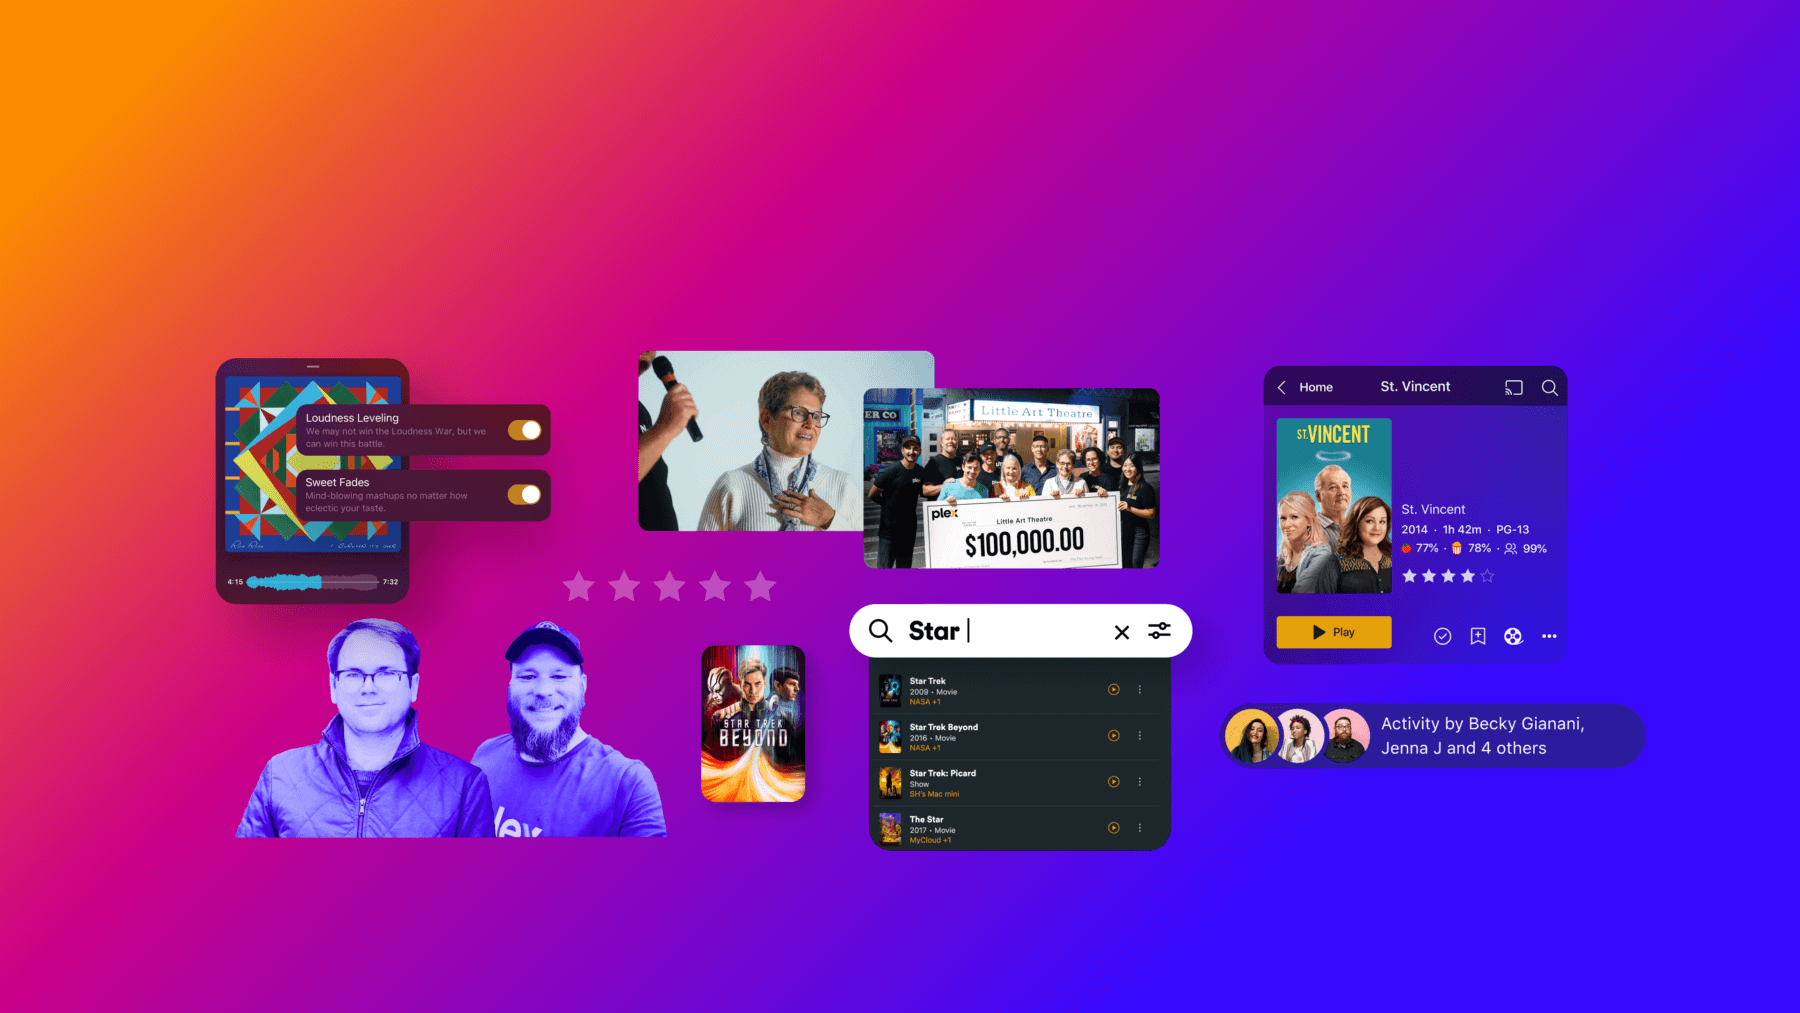 Loudness Leveling
We may not win the Loudness War, but we
can win this battle.
Sweet Fades
Mind-blowing mashups no matter how
eclectic your taste.
4:15
7:32
ER CO
Little Art Theatre
plex
Little Art Theatre
$100,000.00
lex
STAR TREK
BEYOND
Star
Star Trek
2009 • Movie
NASA +1
Star Trek Beyond
2016 • Movie
NASA +1
Star Trek: Picard
Show
SH's Mac mini
The Star
2017 • Movie
MyCloud +1
Home
St. Vincent
ST. VINCENT
St. Vincent
2014 · 1h 42m · PG-13
77% · 78% · 99%
Play
Activity by Becky Gianani,
Jenna J and 4 others